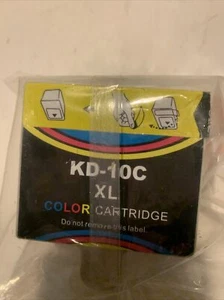 KD-10C
XL
COLOR CARTRIDGE
Do not remove this label